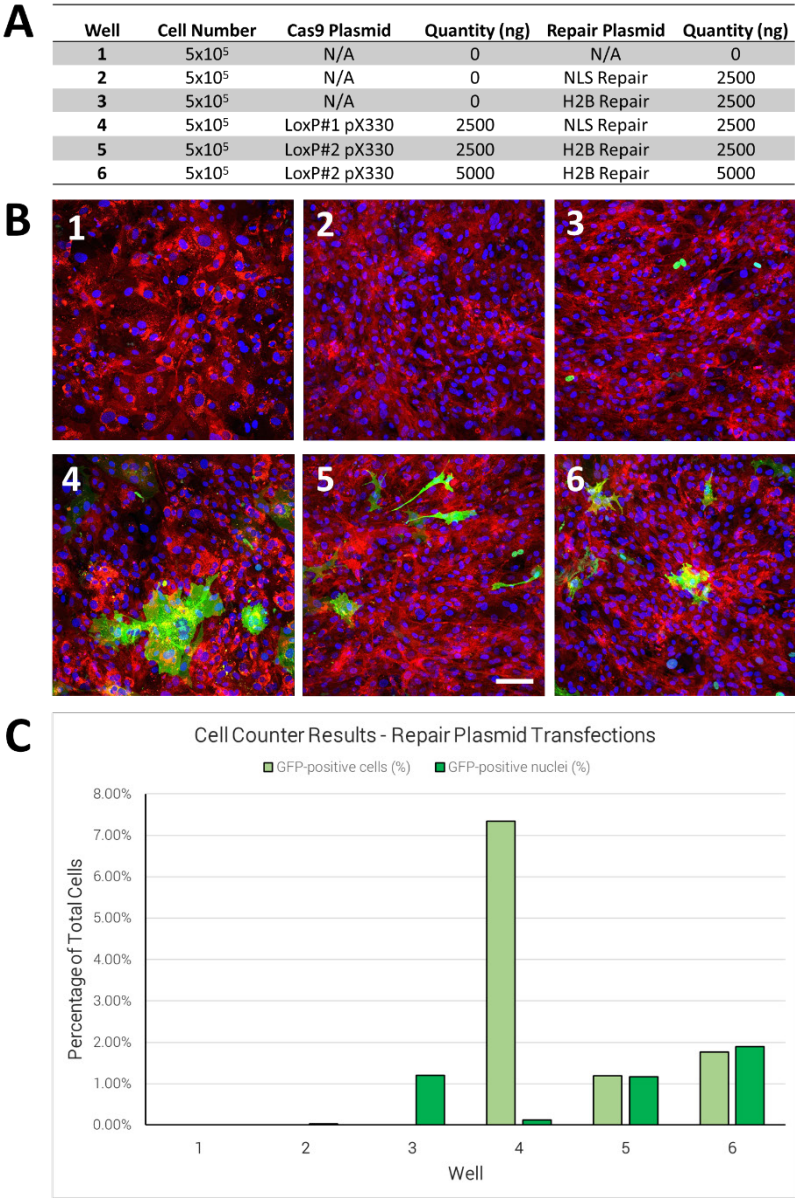 A
Well Cell Number Cas9 Plasmid Quantity (ng) Repair Plasmid Quantity (ng)
1 5x10⁵ N/A 0 N/A 0
2 5x10⁵ N/A 0 NLS Repair 2500
3 5x10⁵ N/A 0 H2B Repair 2500
4 5x10⁵ LoxP#1 pX330 2500 NLS Repair 2500
5 5x10⁵ LoxP#2 pX330 2500 H2B Repair 2500
6 5x10⁵ LoxP#2 pX330 5000 H2B Repair 5000
B
1 2 3
4 5 6
C
Cell Counter Results - Repair Plasmid Transfections
GFP-positive cells (%) GFP-positive nuclei (%)
Percentage of Total Cells
8.00%
7.00%
6.00%
5.00%
4.00%
3.00%
2.00%
1.00%
0.00%
1 2 3 4 5 6
Well